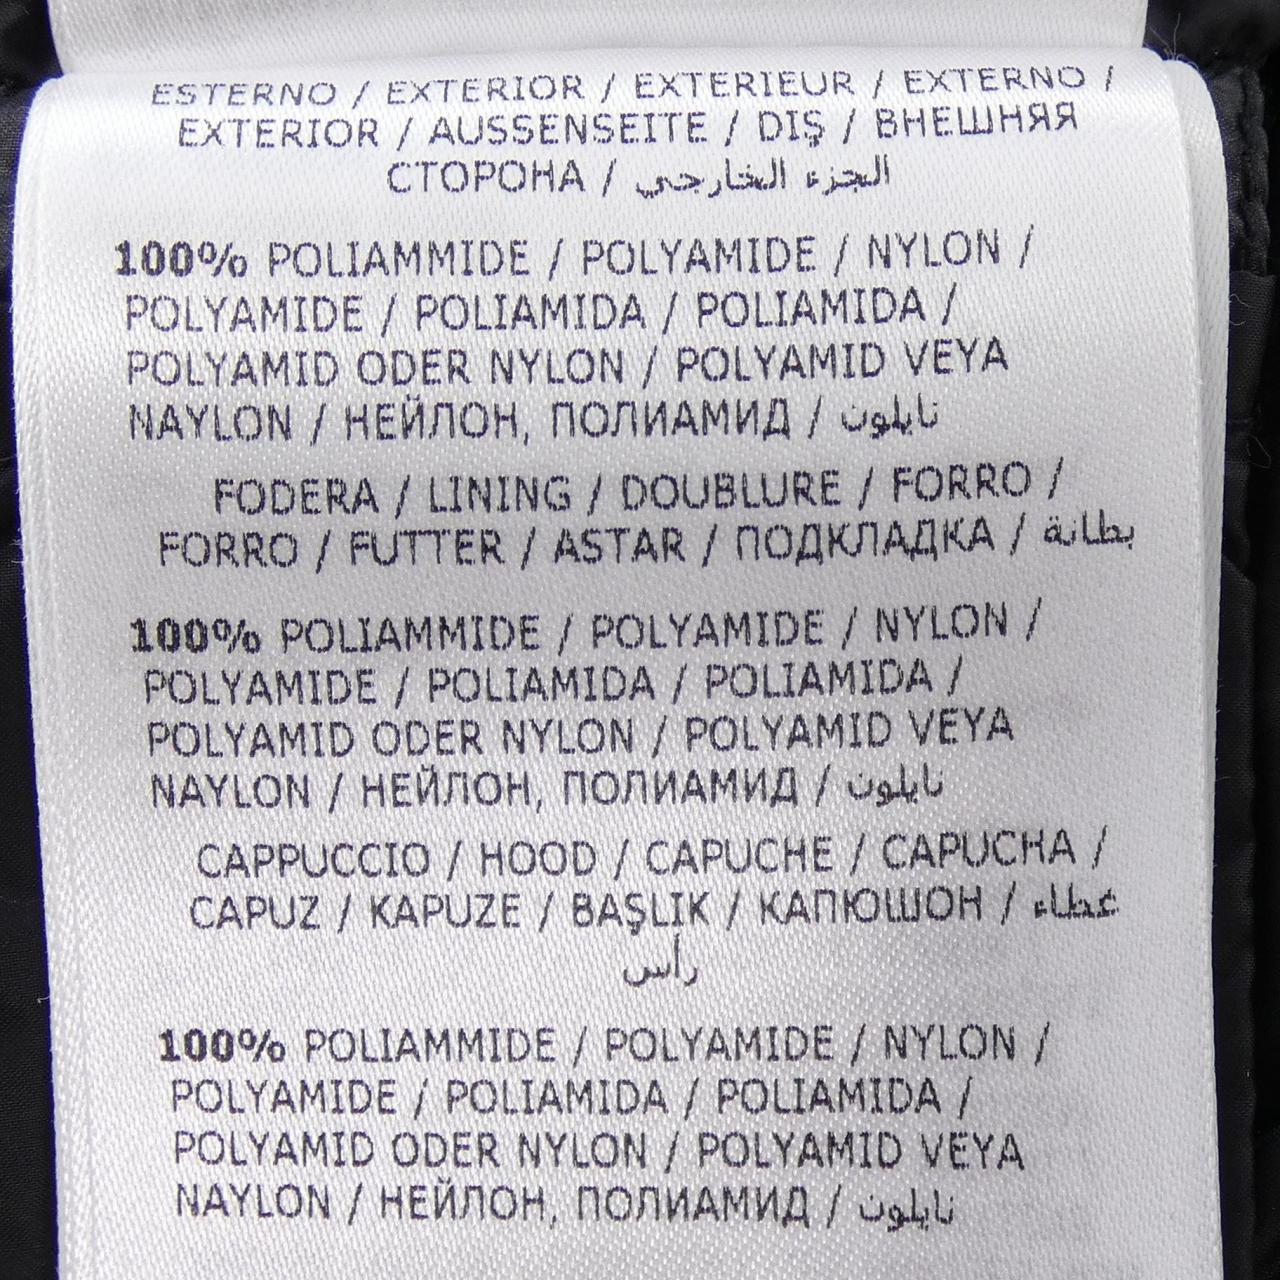 ESTERNO / EXTERIOR / EXTERIEUR / EXTERNO /
EXTERIOR / AUSSENSEITE / DIŞ / ВНЕШНЯЯ
СТОРОНА / الجزء الخارجي
100% POLIAMMIDE / POLYAMIDE / NYLON /
POLYAMIDE / POLIAMIDA / POLIAMIDA /
POLYAMID ODER NYLON / POLYAMID VEYA
NAYLON / НЕЙЛОН, ПОЛИАМИД / نايلون
FODERA / LINING / DOUBLURE / FORRO /
FORRO / FUTTER / ASTAR / ПОДКЛАДКА / بطانة
100% POLIAMMIDE / POLYAMIDE / NYLON /
POLYAMIDE / POLIAMIDA / POLIAMIDA /
POLYAMID ODER NYLON / POLYAMID VEYA
NAYLON / НЕЙЛОН, ПОЛИАМИД / نايلون
CAPPUCCIO / HOOD / CAPUCHE / CAPUCHA /
CAPUZ / KAPUZE / BAŞLIK / КАПЮШОН / غطاء
رأس
100% POLIAMMIDE / POLYAMIDE / NYLON /
POLYAMIDE / POLIAMIDA / POLIAMIDA /
POLYAMID ODER NYLON / POLYAMID VEYA
NAYLON / НЕЙЛОН, ПОЛИАМИД / نايلون